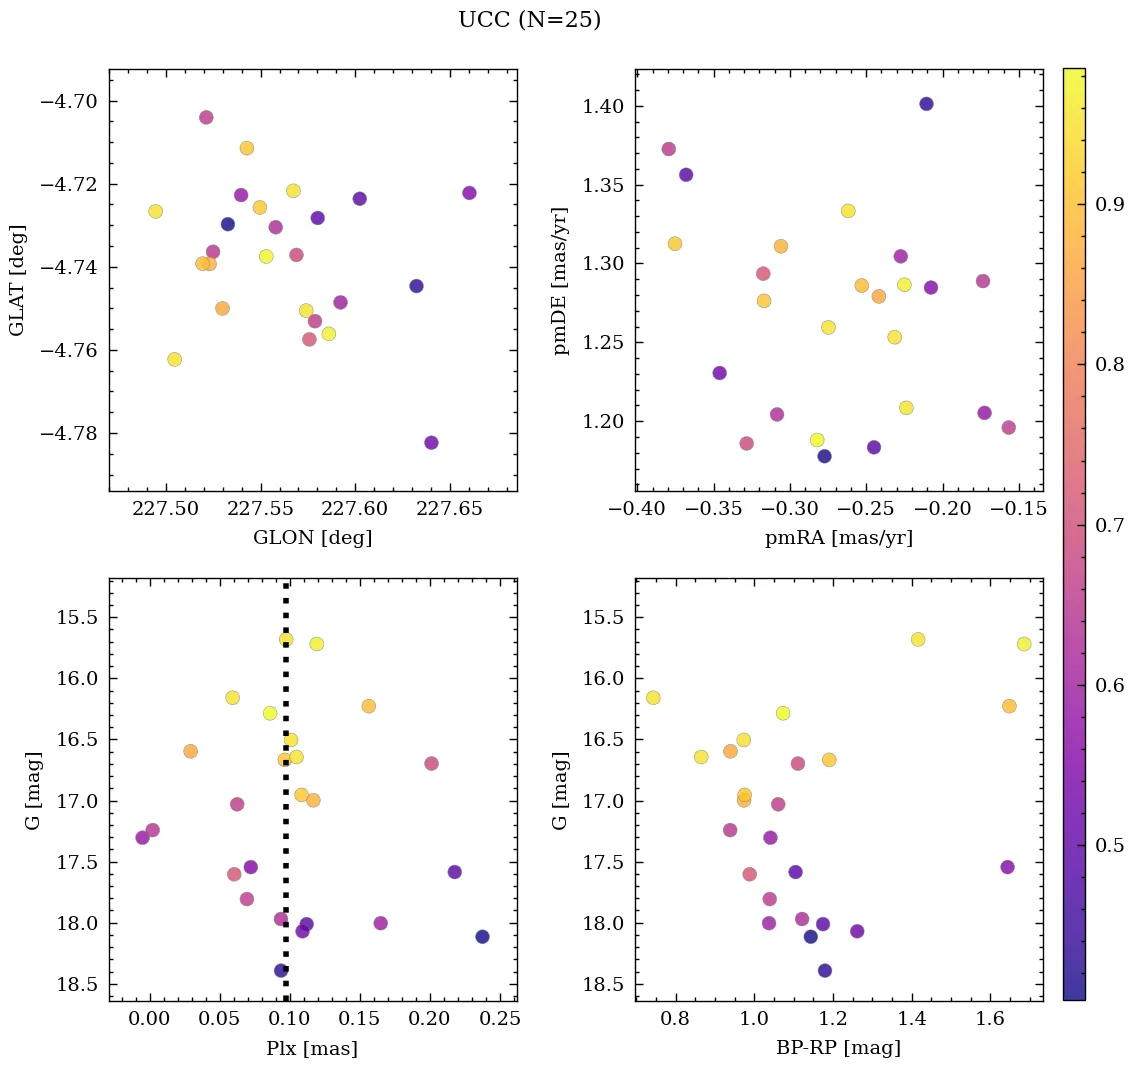 UCC (N=25)
−4.70
−4.72
−4.74
−4.76
−4.78
GLAT [deg]
227.50 227.55 227.60 227.65
GLON [deg]
1.40
1.35
1.30
1.25
1.20
pmDE [mas/yr]
−0.40 −0.35 −0.30 −0.25 −0.20 −0.15
pmRA [mas/yr]
15.5
16.0
16.5
17.0
17.5
18.0
18.5
G [mag]
0.00 0.05 0.10 0.15 0.20 0.25
Plx [mas]
15.5
16.0
16.5
17.0
17.5
18.0
18.5
G [mag]
0.8 1.0 1.2 1.4 1.6
BP-RP [mag]
0.9
0.8
0.7
0.6
0.5